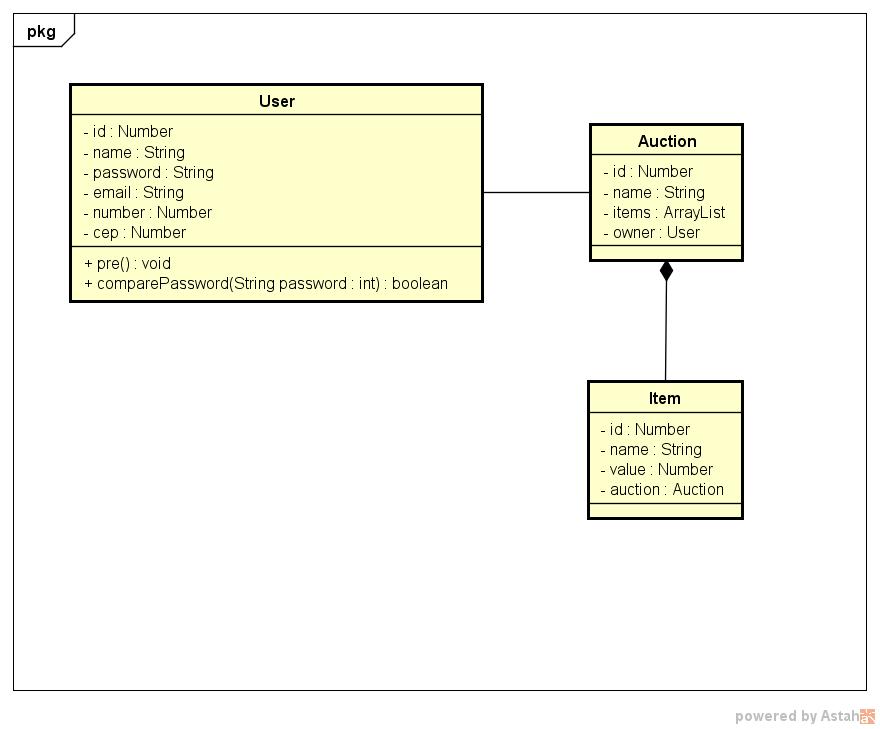 pkg
User
- id : Number
- name : String
- password : String
- email : String
- number : Number
- cep : Number
+ pre() : void
+ comparePassword(String password : int) : boolean
Auction
- id : Number
- name : String
- items : ArrayList
- owner : User
Item
- id : Number
- name : String
- value : Number
- auction : Auction
powered by Astah